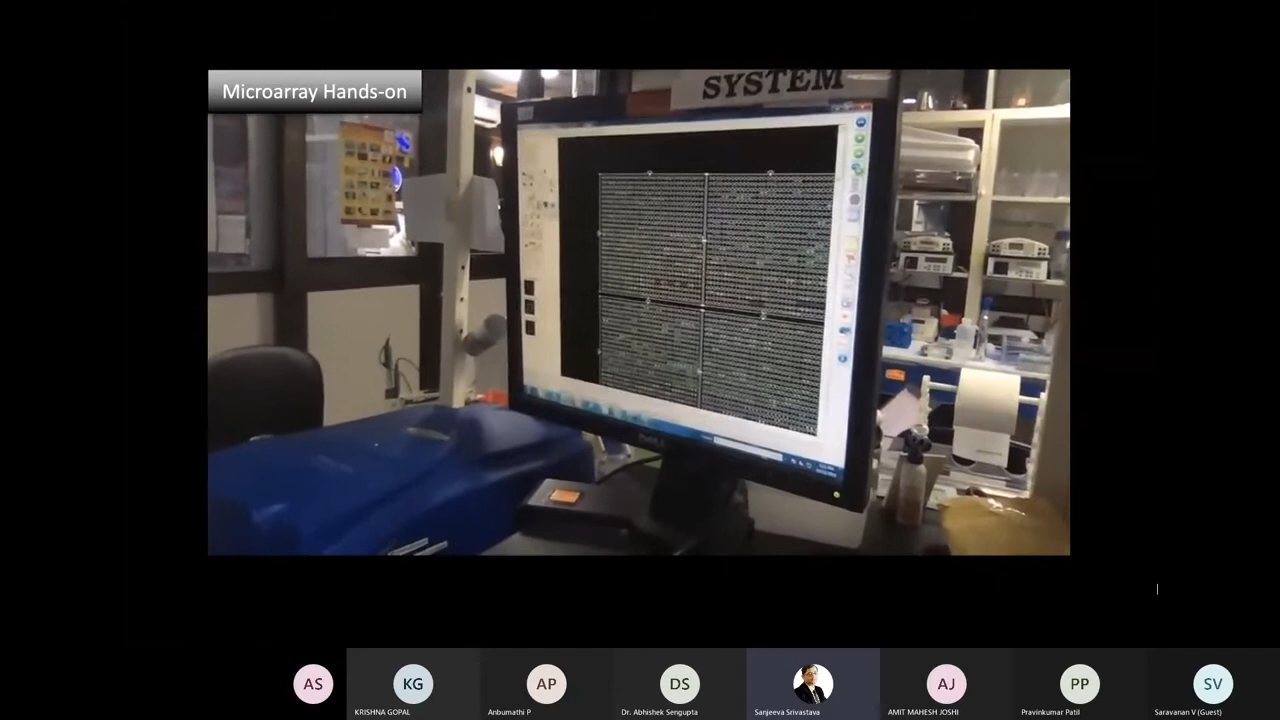 Microarray Hands-on
SYSTEM
DELL
AS
KG
AP
DS
AJ
PP
SV
KRISHNA GOPAL
Anbumathi P
Dr. Abhishek Sengupta
Sanjeeva Srivastava
AMIT MAHESH JOSHI
Pravinkumar Patil
Saravanan V (Guest)